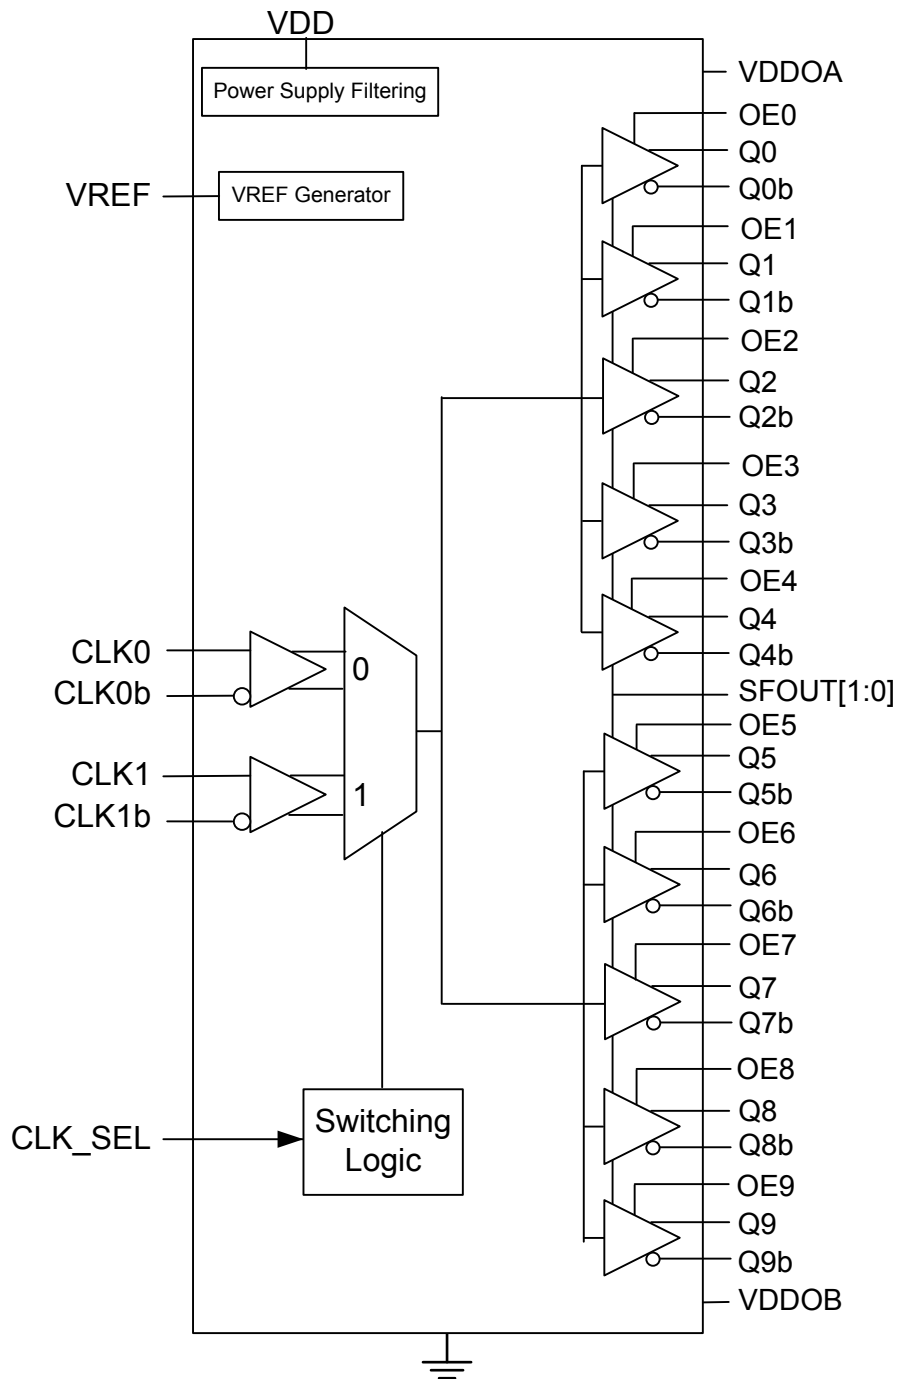 VDD
Power Supply Filtering
VDDOA
OE0
Q0
Q0b
VREF
VREF Generator
OE1
Q1
Q1b
OE2
Q2
Q2b
OE3
Q3
Q3b
OE4
Q4
Q4b
CLK0
CLK0b
0
CLK1
CLK1b
1
SFOUT[1:0]
OE5
Q5
Q5b
OE6
Q6
Q6b
OE7
Q7
Q7b
OE8
Q8
Q8b
CLK_SEL
Switching
Logic
OE9
Q9
Q9b
VDDOB